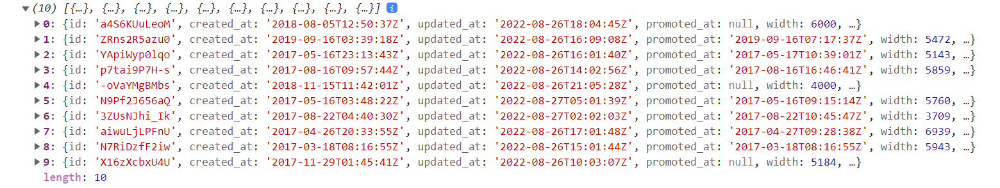 ▼(10) [{…}, {…}, {…}, {…}, {…}, {…}, {…}, {…}, {…}, {…}] i
▶0: {id: 'a4S6KUuLeoM', created_at: '2018-08-05T12:50:37Z', updated_at: '2022-08-26T18:04:45Z', promoted_at: null, width: 6000, …}
▶1: {id: 'ZRns2R5azu0', created_at: '2019-09-16T03:39:18Z', updated_at: '2022-08-26T16:09:08Z', promoted_at: '2019-09-16T07:17:37Z', width: 5472, …}
▶2: {id: 'YApiWyp0lqo', created_at: '2017-05-16T23:13:43Z', updated_at: '2022-08-26T16:01:40Z', promoted_at: '2017-05-17T10:39:01Z', width: 5143, …}
▶3: {id: 'p7tai9P7H-s', created_at: '2017-08-16T09:57:44Z', updated_at: '2022-08-26T14:02:56Z', promoted_at: '2017-08-16T16:46:41Z', width: 5859, …}
▶4: {id: '-oVaYMgBMbs', created_at: '2018-11-15T11:42:01Z', updated_at: '2022-08-26T21:05:28Z', promoted_at: null, width: 4000, …}
▶5: {id: 'N9Pf2J656aQ', created_at: '2017-05-16T03:48:22Z', updated_at: '2022-08-27T05:01:39Z', promoted_at: '2017-05-16T09:15:14Z', width: 5760, …}
▶6: {id: '3ZUsNJhi_Ik', created_at: '2017-08-22T04:40:30Z', updated_at: '2022-08-27T02:02:03Z', promoted_at: '2017-08-22T10:45:47Z', width: 3709, …}
▶7: {id: 'aiwuLjLPFnU', created_at: '2017-04-26T20:33:55Z', updated_at: '2022-08-26T17:01:48Z', promoted_at: '2017-04-27T09:28:38Z', width: 6939, …}
▶8: {id: 'N7RiDzfF2iw', created_at: '2017-03-18T08:16:55Z', updated_at: '2022-08-26T15:01:44Z', promoted_at: '2017-03-18T08:16:55Z', width: 5943, …}
▶9: {id: 'X16zXcbxU4U', created_at: '2017-11-29T01:45:41Z', updated_at: '2022-08-26T10:03:07Z', promoted_at: null, width: 5184, …}
length: 10